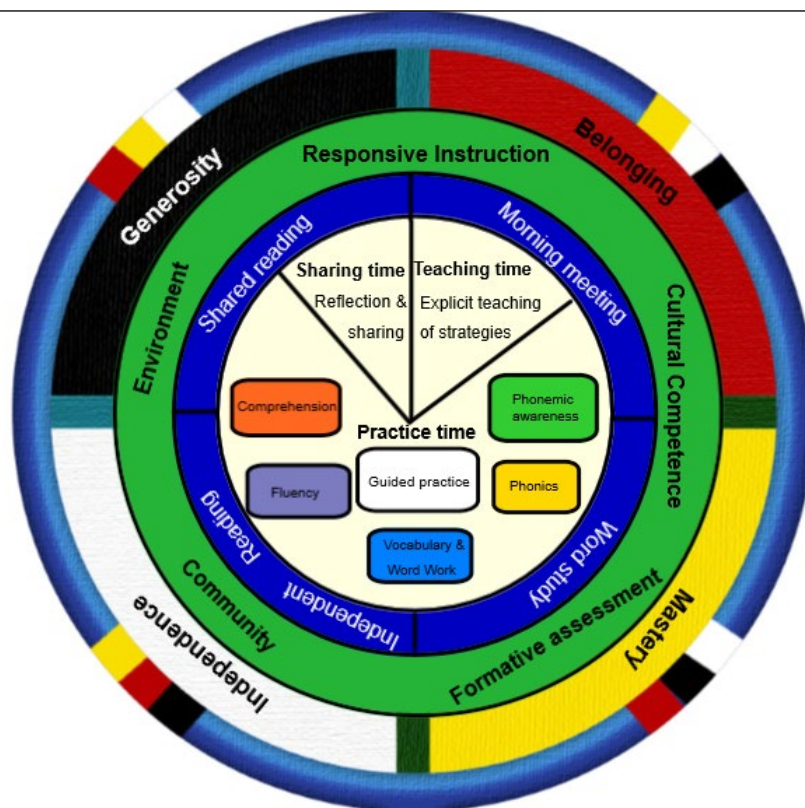 Generosity
Belonging
Responsive Instruction
Environment
Cultural Competence
Shared reading
Morning meeting
Sharing time
Reflection &
sharing
Teaching time
Explicit teaching
of strategies
Comprehension
Phonemic
awareness
Practice time
Guided practice
Fluency
Phonics
Vocabulary &
Word Work
Independent
Reading
Word study
Community
Formative assessment
Independence
Mastery